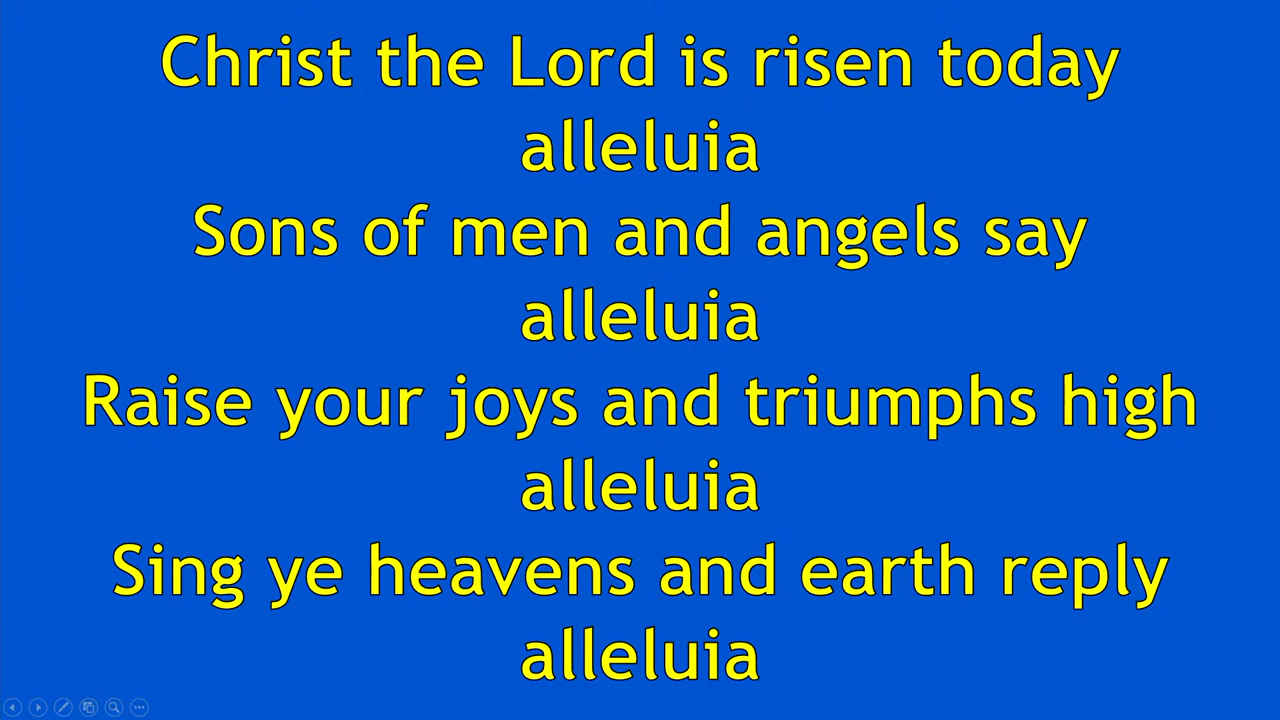 Christ the Lord is risen today
alleluia
Sons of men and angels say
alleluia
Raise your joys and triumphs high
alleluia
Sing ye heavens and earth reply
alleluia